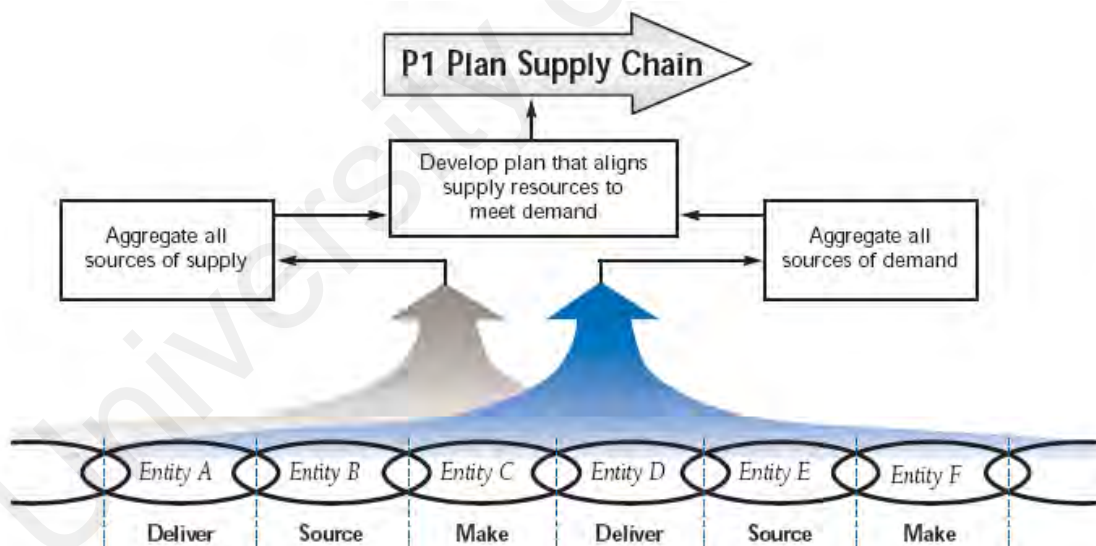 P1 Plan Supply Chain
Develop plan that aligns
supply resources to
meet demand
Aggregate all
sources of supply
Aggregate all
sources of demand
Entity A
Entity B
Entity C
Entity D
Entity E
Entity F
Deliver
Source
Make
Deliver
Source
Make
University o